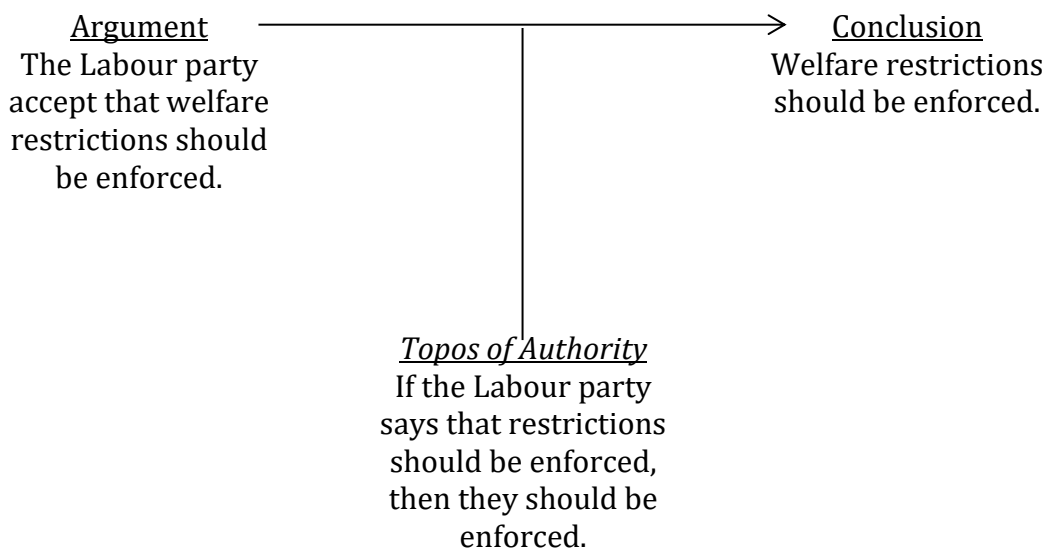 Argument
The Labour party
accept that welfare
restrictions should
be enforced.
Conclusion
Welfare restrictions
should be enforced.
Topos of Authority
If the Labour party
says that restrictions
should be enforced,
then they should be
enforced.